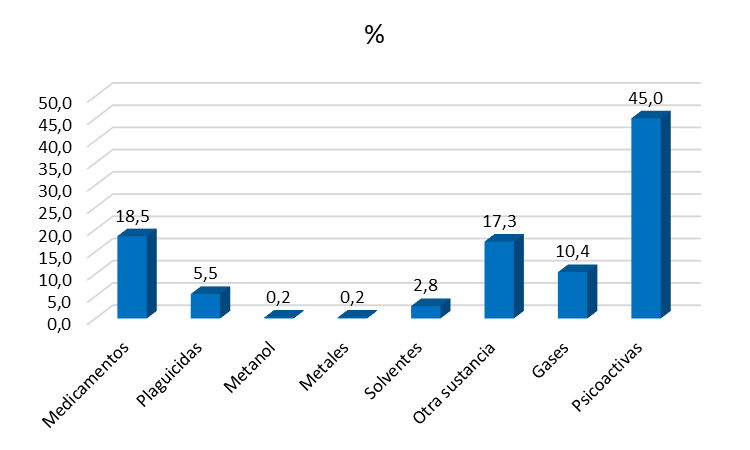 %
50,0
45,0
40,0
35,0
30,0
25,0
20,0
15,0
10,0
5,0
0,0
18,5
5,5
0,2
0,2
2,8
17,3
10,4
45,0
Medicamentos
Plaguicidas
Metanol
Metales
Solventes
Otra sustancia
Gases
Psicoactivas